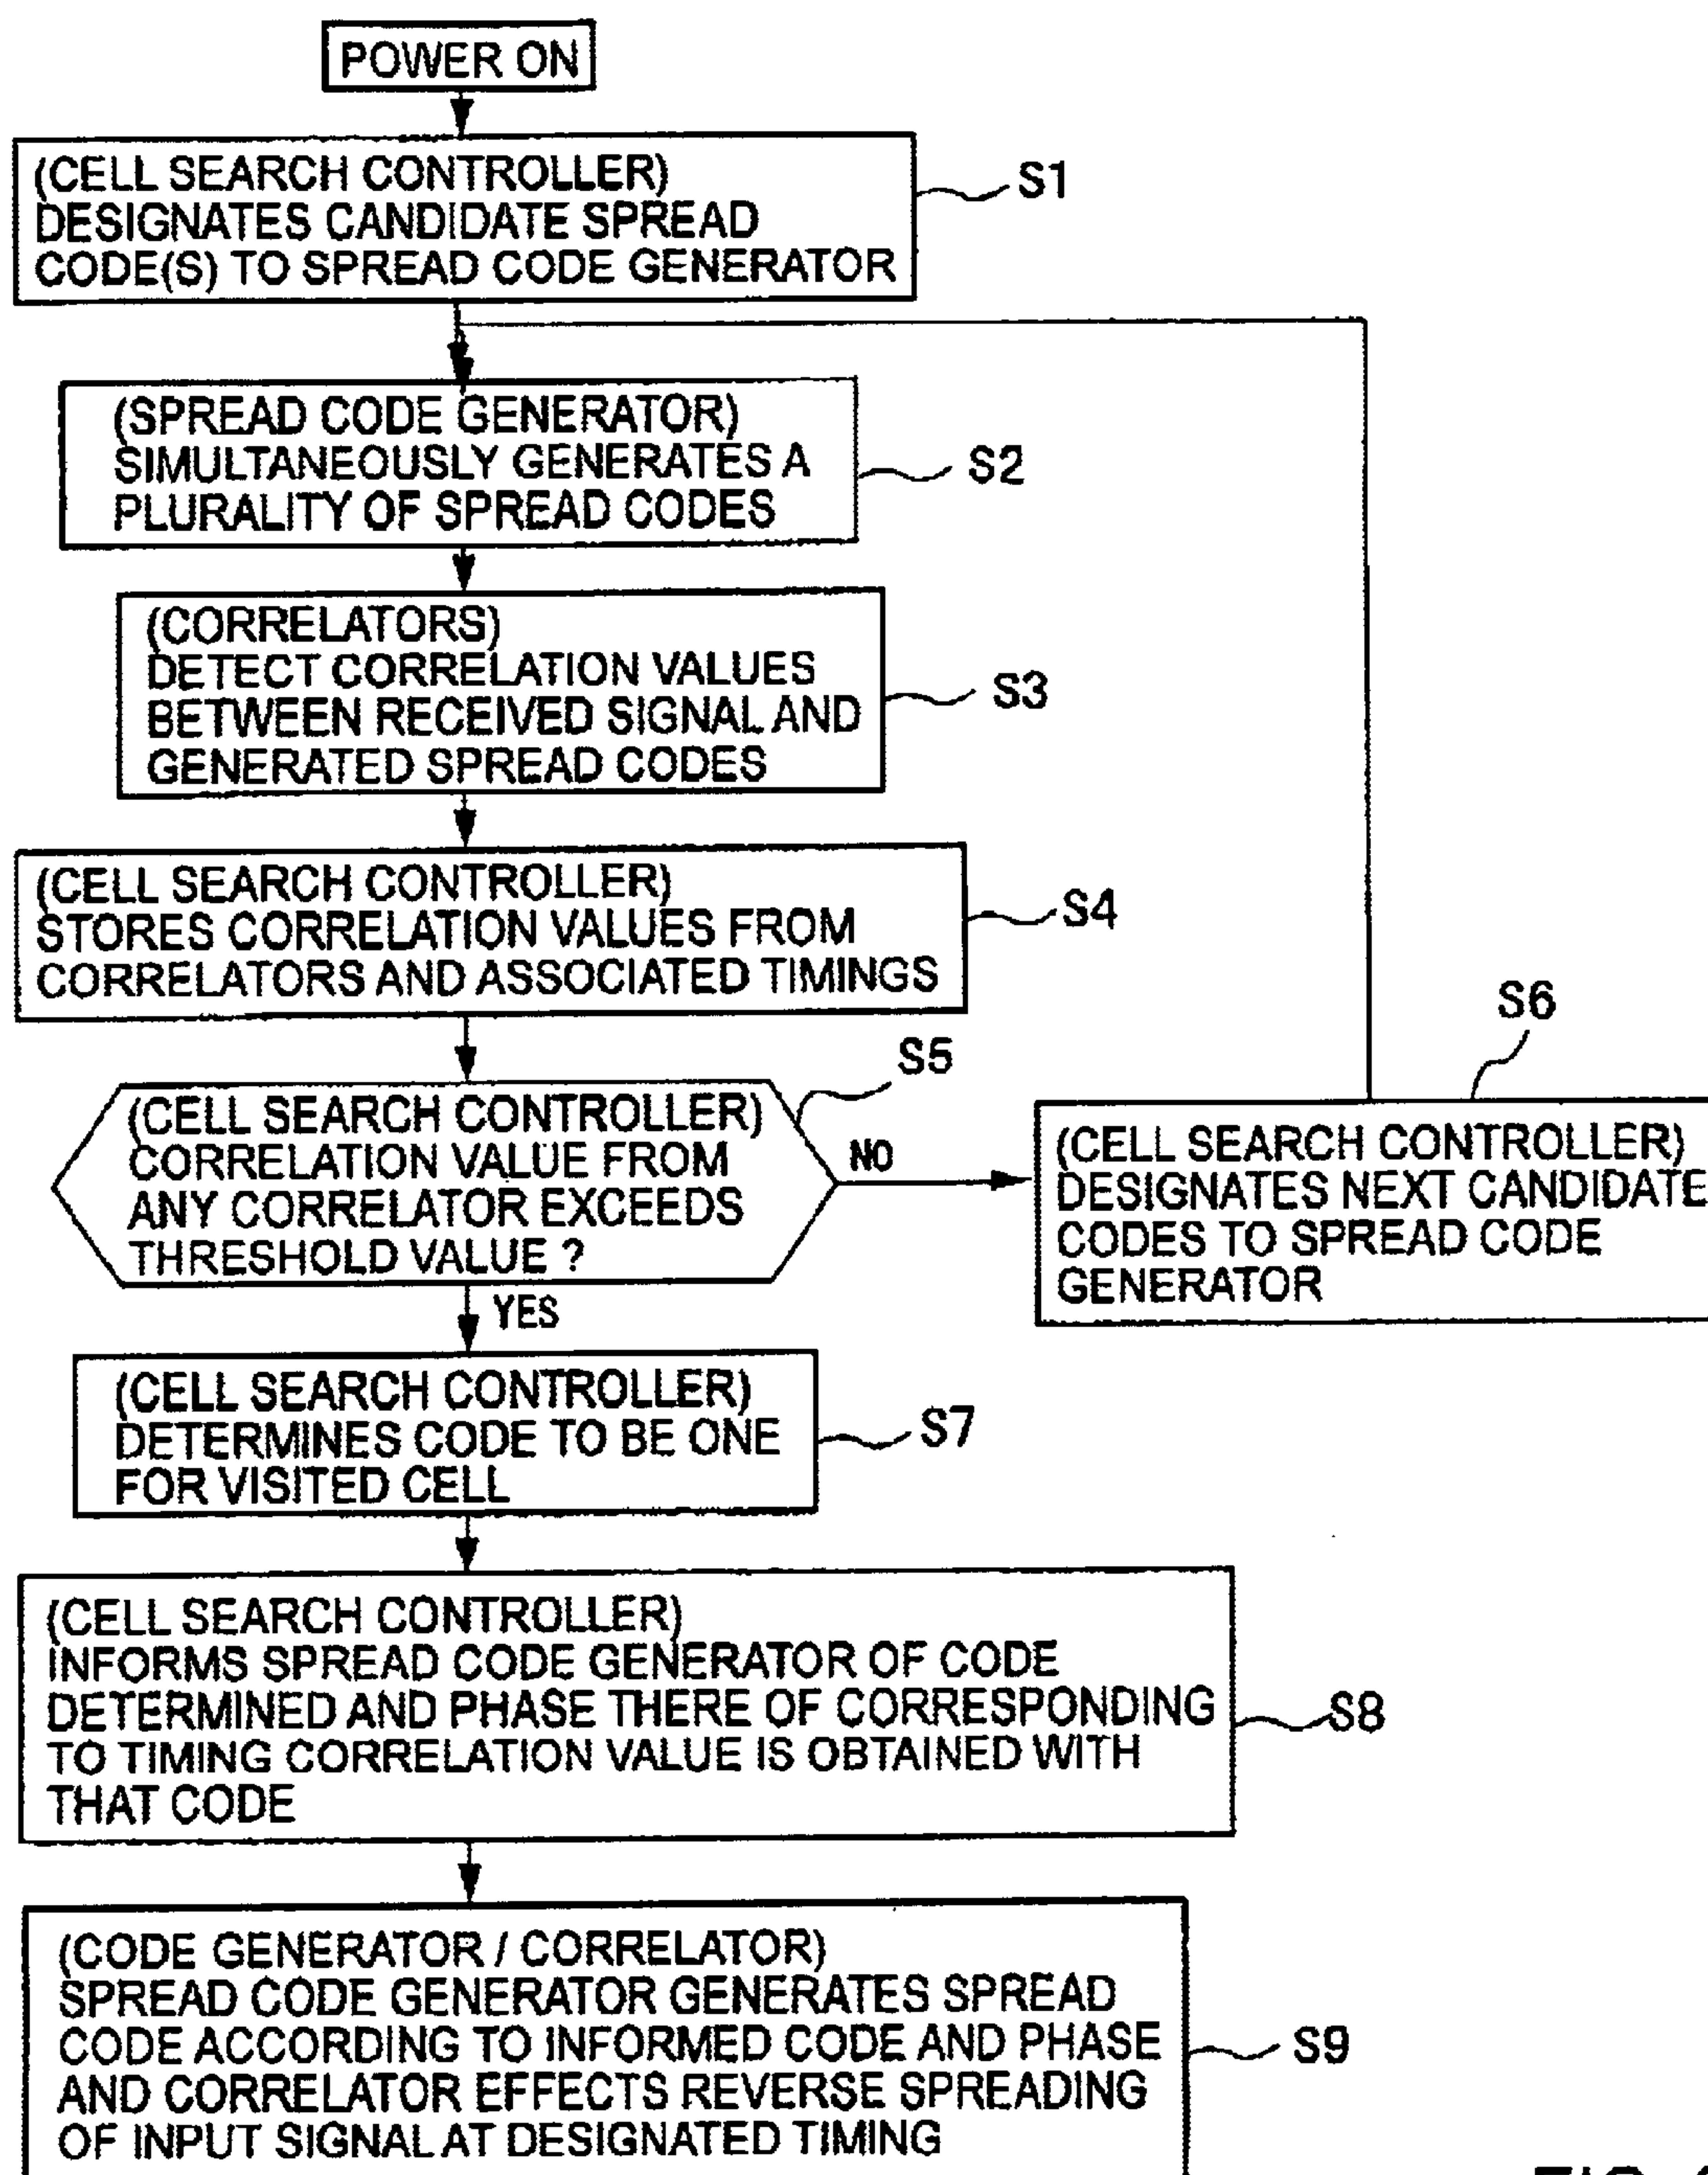 POWER ON
(CELL SEARCH CONTROLLER)
DESIGNATES CANDIDATE SPREAD
CODE(S) TO SPREAD CODE GENERATOR
S1
(SPREAD CODE GENERATOR)
SIMULTANEOUSLY GENERATES A
PLURALITY OF SPREAD CODES
S2
(CORRELATORS)
DETECT CORRELATION VALUES
BETWEEN RECEIVED SIGNAL AND
GENERATED SPREAD CODES
S3
(CELL SEARCH CONTROLLER)
STORES CORRELATION VALUES FROM
CORRELATORS AND ASSOCIATED TIMINGS
S4
(CELL SEARCH CONTROLLER)
CORRELATION VALUE FROM
ANY CORRELATOR EXCEEDS
THRESHOLD VALUE ?
S5
NO
S6
(CELL SEARCH CONTROLLER)
DESIGNATES NEXT CANDIDATE
CODES TO SPREAD CODE
GENERATOR
YES
(CELL SEARCH CONTROLLER)
DETERMINES CODE TO BE ONE
FOR VISITED CELL
S7
(CELL SEARCH CONTROLLER)
INFORMS SPREAD CODE GENERATOR OF CODE
DETERMINED AND PHASE THERE OF CORRESPONDING
TO TIMING CORRELATION VALUE IS OBTAINED WITH
THAT CODE
S8
(CODE GENERATOR / CORRELATOR)
SPREAD CODE GENERATOR GENERATES SPREAD
CODE ACCORDING TO INFORMED CODE AND PHASE
AND CORRELATOR EFFECTS REVERSE SPREADING
OF INPUT SIGNAL AT DESIGNATED TIMING
S9